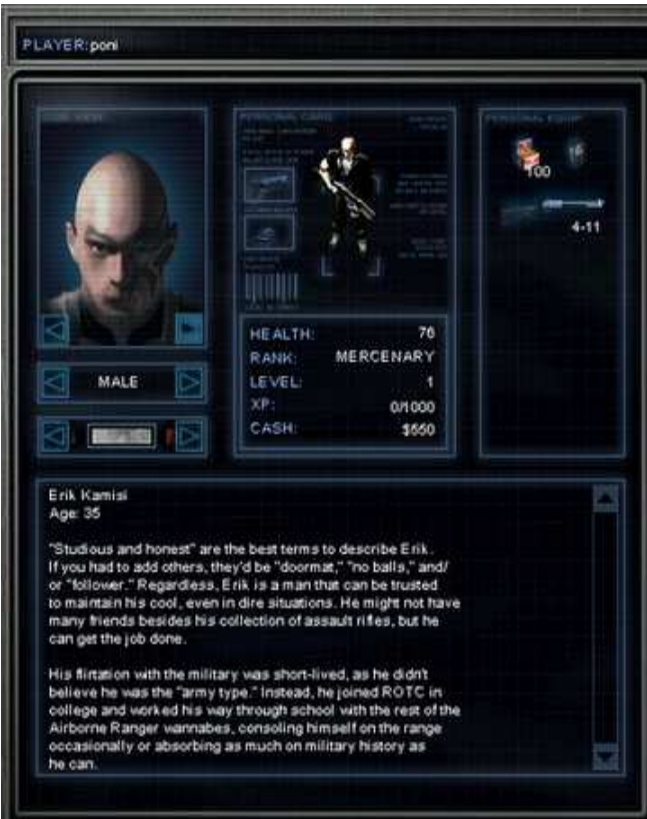 PLAYER: poni
PERSONAL CARD
100
4-11
MALE
HEALTH: 76
RANK: MERCENARY
LEVEL: 1
XP: 0/1000
CASH: $550
Erik Kamisi
Age: 35
"Studious and honest" are the best terms to describe Erik.
If you had to add others, they'd be "doormat," "no balls," and/
or "follower." Regardless, Erik is a man that can be trusted
to maintain his cool, even in dire situations. He might not have
many friends besides his collection of assault rifles, but he
can get the job done.
His flirtation with the military was short-lived, as he didn't
believe he was the "army type." Instead, he joined ROTC in
college and worked his way through school with the rest of the
Airborne Ranger wannabes, consoling himself on the range
occasionally or absorbing as much on military history as
he can.